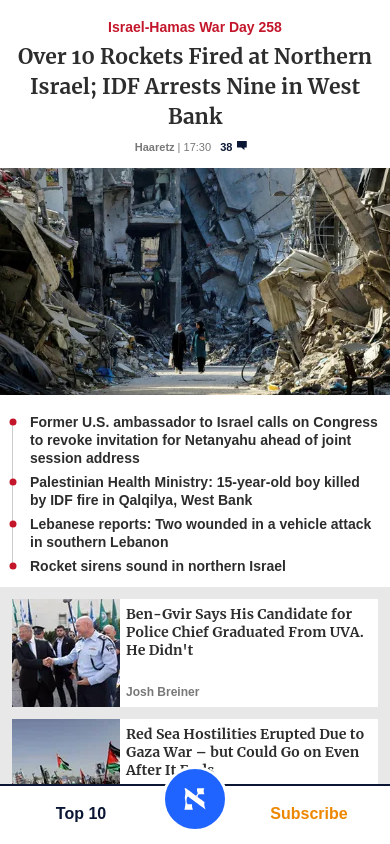 Israel-Hamas War Day 258
Over 10 Rockets Fired at Northern
Israel; IDF Arrests Nine in West
Bank
Haaretz | 17:30 38
Former U.S. ambassador to Israel calls on Congress
to revoke invitation for Netanyahu ahead of joint
session address
Palestinian Health Ministry: 15-year-old boy killed
by IDF fire in Qalqilya, West Bank
Lebanese reports: Two wounded in a vehicle attack
in southern Lebanon
Rocket sirens sound in northern Israel
Ben-Gvir Says His Candidate for
Police Chief Graduated From UVA.
He Didn't
Josh Breiner
Red Sea Hostilities Erupted Due to
Gaza War – but Could Go on Even
After It Ends
Top 10
Subscribe